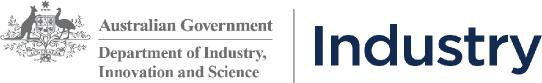 Australian Government
Department of Industry,
Innovation and Science
Industry